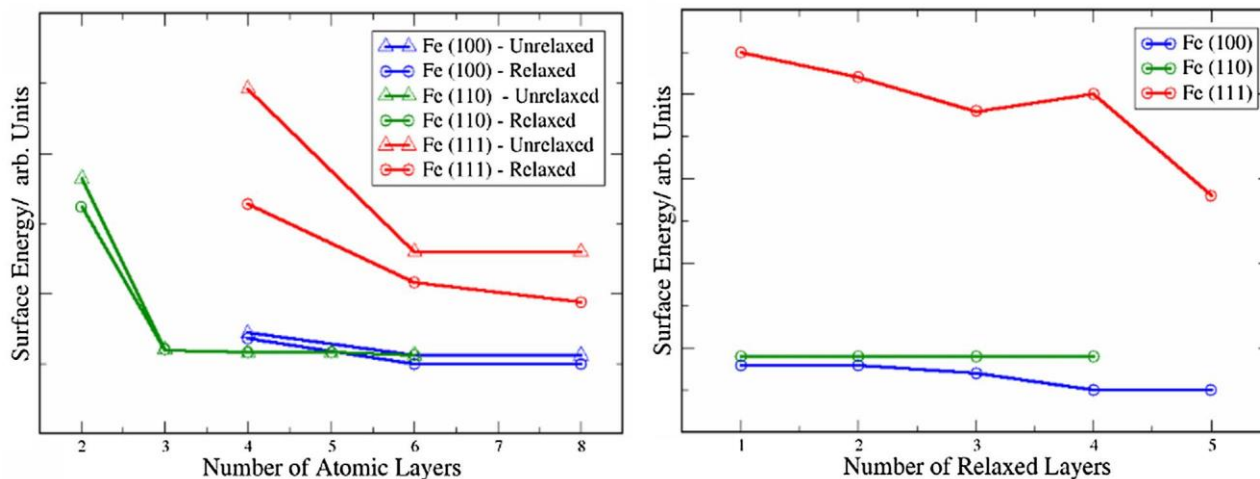 Surface Energy/ arb. Units
Fe (100) - Unrelaxed
Fe (100) - Relaxed
Fe (110) - Unrelaxed
Fe (110) - Relaxed
Fe (111) - Unrelaxed
Fe (111) - Relaxed
2 3 4 5 6 7 8
Number of Atomic Layers
Surface Energy/ arb. Units
Fe (100)
Fe (110)
Fe (111)
1 2 3 4 5
Number of Relaxed Layers